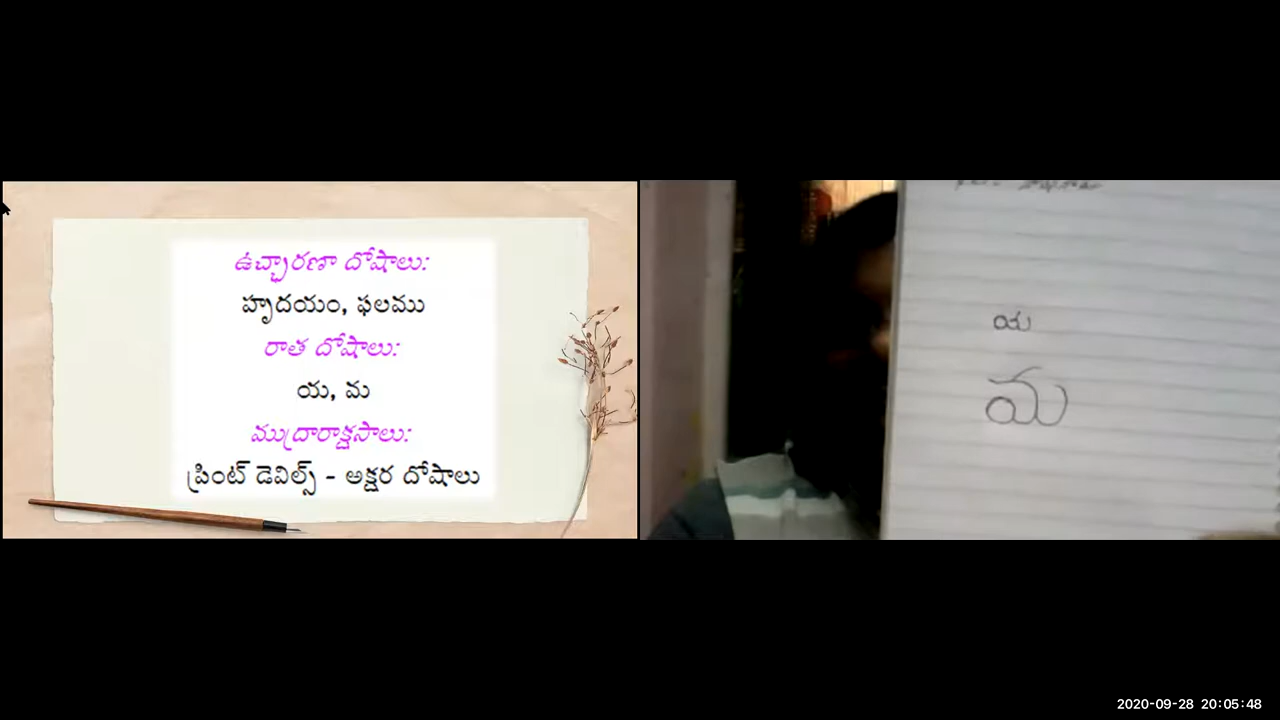 ఉచ్ఛారణా దోషాలు:
హృదయం, ఫలము
రాత దోషాలు:
య, మ
ముద్రారాక్షసాలు:
ప్రింట్ డెవిల్స్ - అక్షర దోషాలు
య
మ
2020-09-28 20:05:48